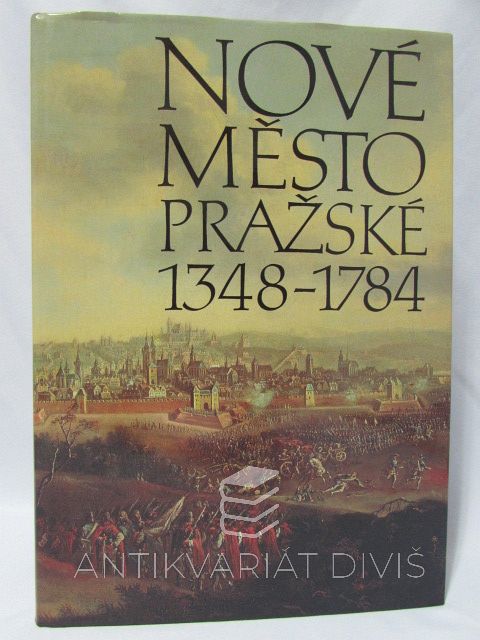 NOVÉ
MĚSTO
PRAŽSKÉ
1348-1784
ANTIKVARIÁT DIVIŠ